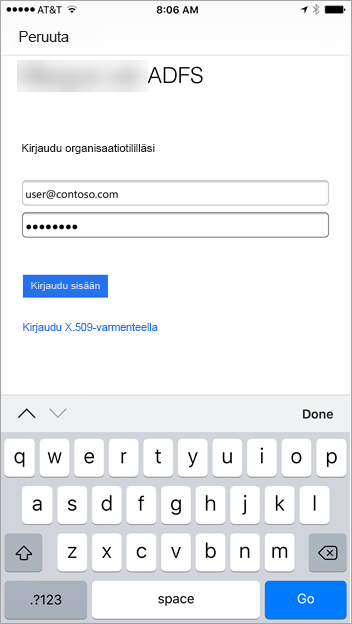 AT&T 8:06 AM
Peruuta
ADFS
Kirjaudu organisaatiotililläsi
user@contoso.com
••••••••
Kirjaudu sisään
Kirjaudu X.509-varmenteella
Done
q w e r t y u i o p
a s d f g h j k l
z x c v b n m
.?123 space Go